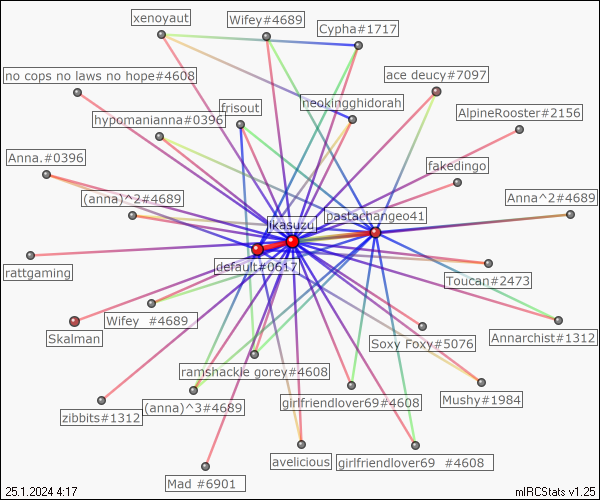 xenoyaut
Wifey#4689
Cypha#1717
no cops no laws no hope#4608
ace deucy#7097
frisout
neokingghidorah
hypomanianna#0396
AlpineRooster#2156
Anna.#0396
fakedingo
(anna)^2#4689
Anna^2#4689
likasuzu
pastachangeo41
default#0617
rattgaming
Toucan#2473
Wifey  #4689
Skalman
Annarchist#1312
Soxy Foxy#5076
ramshackle gorey#4608
zibbits#1312
(anna)^3#4689
girlfriendlover69#4608
Mushy#1984
avelicious
girlfriendlover69  #4608
Mad #6901
25.1.2024 4:17
mIRCStats v1.25